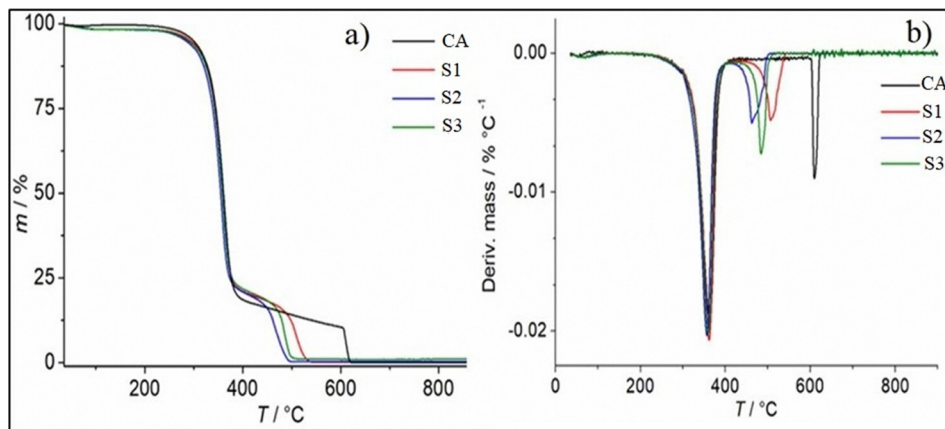 a)
CA
S1
S2
S3
m / %
100
75
50
25
0
200
400
600
800
T / °C
b)
CA
S1
S2
S3
Deriv. mass / % °C -1
0.00
-0.01
-0.02
0
200
400
600
800
T / °C